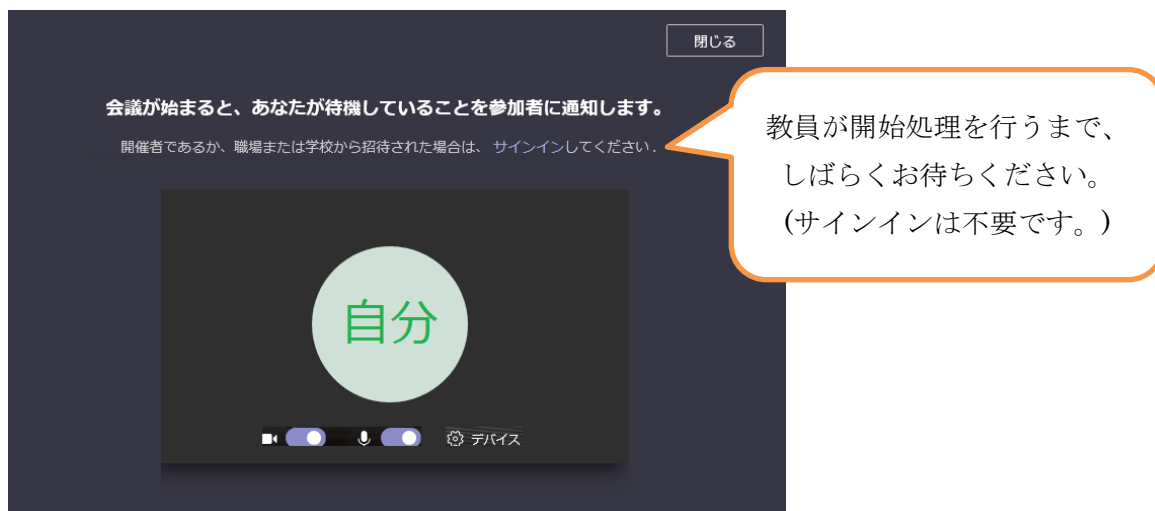 閉じる
会議が始まると、あなたが待機していることを参加者に通知します。
開催者であるか、職場または学校から招待された場合は、 サインインしてください.
教員が開始処理を行うまで、
しばらくお待ちください。
(サインインは不要です。)
自分
デバイス